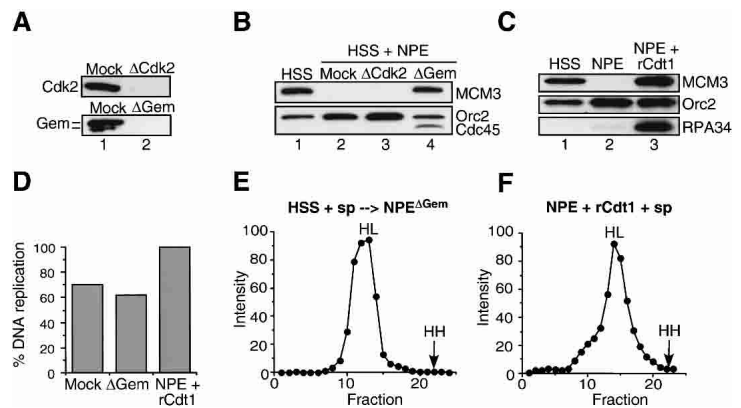 A
Mock ΔCdk2
Cdk2
Mock ΔGem
Gem
1 2
B
HSS + NPE
HSS Mock ΔCdk2 ΔGem
MCM3
Orc2
Cdc45
1 2 3 4
C
NPE +
HSS NPE rCdt1
MCM3
Orc2
RPA34
1 2 3
D
% DNA replication
100
80
60
40
20
0
Mock ΔGem NPE +
rCdt1
E
HSS + sp --> NPEΔGem
HL
HH
Intensity
100
80
60
40
20
0
0 10 20
Fraction
F
NPE + rCdt1 + sp
HL
HH
Intensity
100
80
60
40
20
0
0 10 20
Fraction